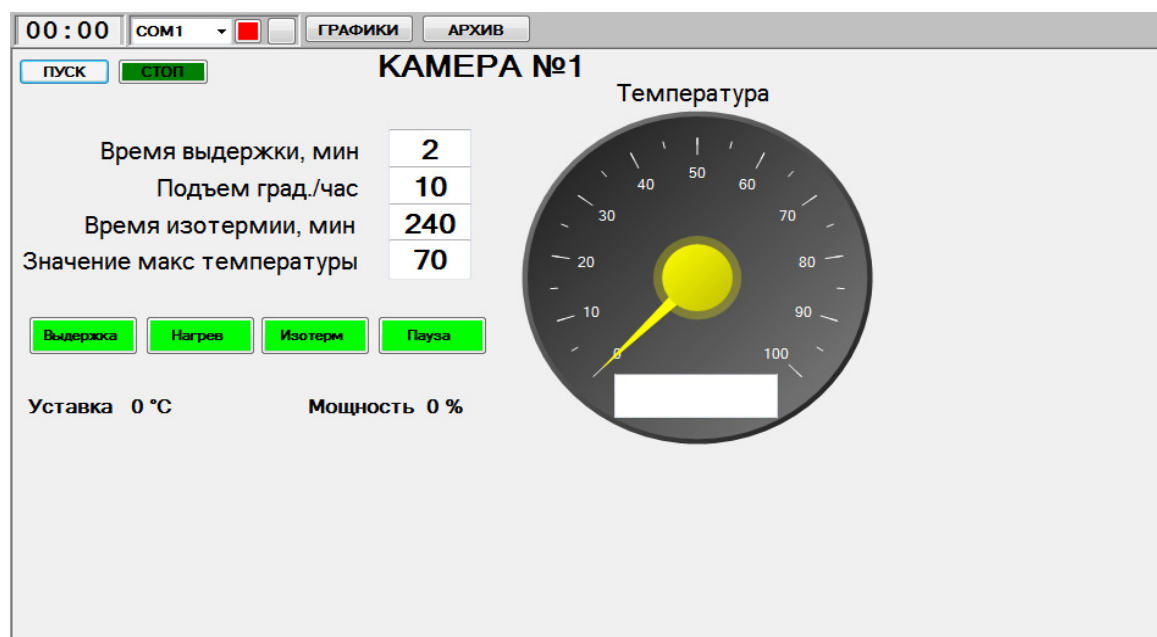 00:00 COM1 ГРАФИКИ АРХИВ
ПУСК СТОП КАМЕРА №1
Температура
Время выдержки, мин 2
Подъем град./час 10
Время изотермии, мин 240
Значение макс температуры 70
Выдержка Нагрев Изотерм Пауза
Уставка 0 °C Мощность 0 %
0 10 20 30 40 50 60 70 80 90 100